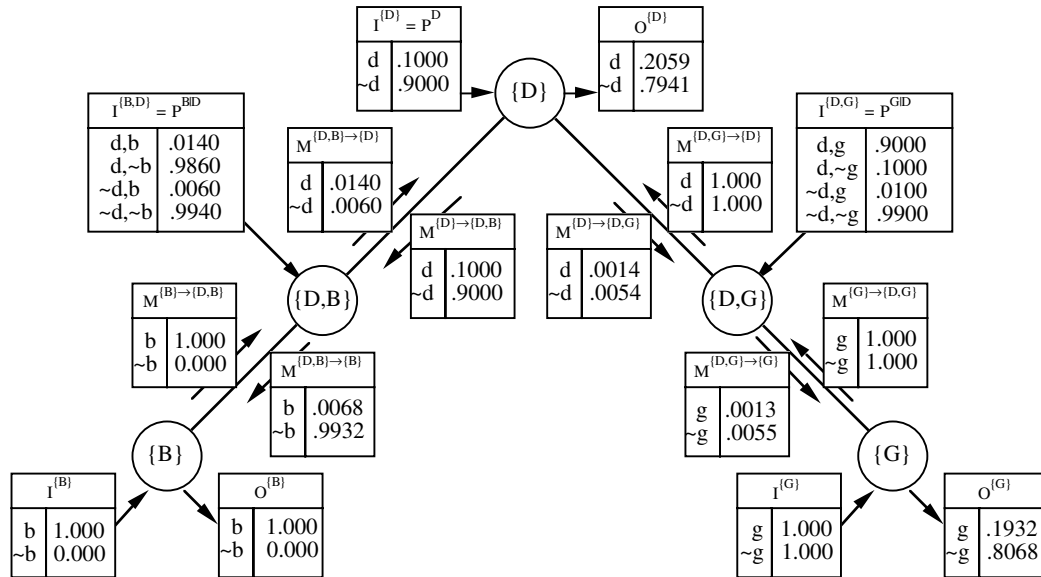 I{D} = PD
d .1000
~d .9000
O{D}
d .2059
~d .7941
{D}
I{B,D} = PB|D
d,b .0140
d,~b .9860
~d,b .0060
~d,~b .9940
M{D,B}→{D}
d .0140
~d .0060
M{D,G}→{D}
d 1.000
~d 1.000
I{D,G} = PG|D
d,g .9000
d,~g .1000
~d,g .0100
~d,~g .9900
M{D}→{D,B}
d .1000
~d .9000
M{D}→{D,G}
d .0014
~d .0054
{D,B}
{D,G}
M{B}→{D,B}
b 1.000
~b 0.000
M{G}→{D,G}
g 1.000
~g 1.000
M{D,B}→{B}
b .0068
~b .9932
M{D,G}→{G}
g .0013
~g .0055
{B}
{G}
I{B}
b 1.000
~b 0.000
O{B}
b 1.000
~b 0.000
I{G}
g 1.000
~g 1.000
O{G}
g .1932
~g .8068